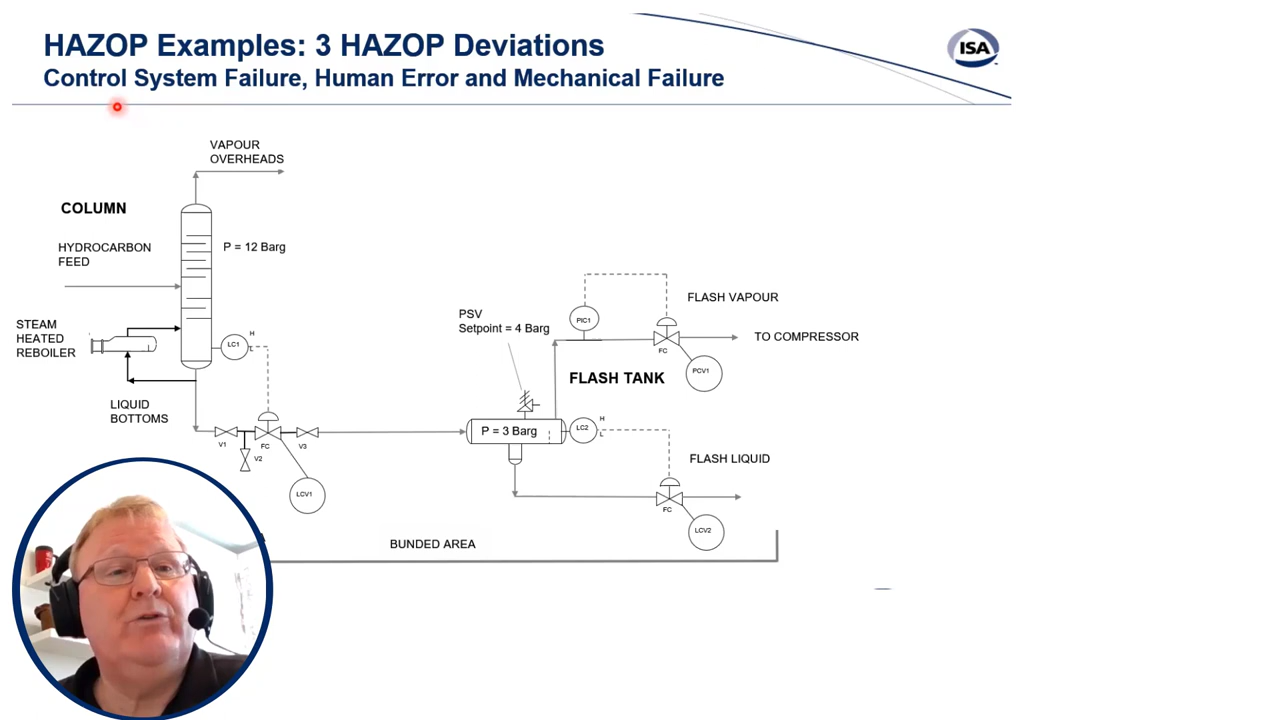 HAZOP Examples: 3 HAZOP Deviations
Control System Failure, Human Error and Mechanical Failure
ISA
VAPOUR
OVERHEADS
COLUMN
HYDROCARBON
FEED
P = 12 Barg
STEAM
HEATED
REBOILER
LC1
H
L
LIQUID
BOTTOMS
V1
V2
FC
V3
LCV1
PSV
Setpoint = 4 Barg
PIC1
FLASH VAPOUR
TO COMPRESSOR
FC
PCV1
FLASH TANK
P = 3 Barg
LC2
H
L
FLASH LIQUID
FC
LCV2
BUNDED AREA